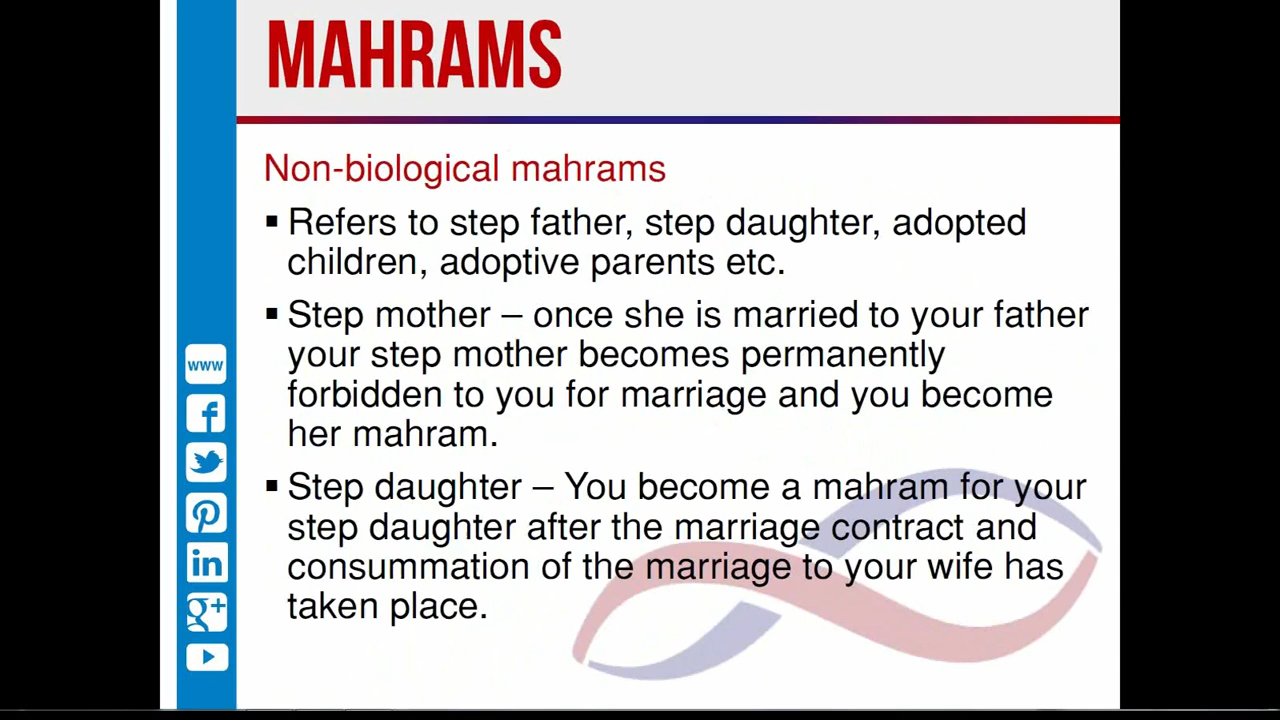 MAHRAMS
Non-biological mahrams
▪ Refers to step father, step daughter, adopted
children, adoptive parents etc.
▪ Step mother – once she is married to your father
your step mother becomes permanently
forbidden to you for marriage and you become
her mahram.
▪ Step daughter – You become a mahram for your
step daughter after the marriage contract and
consummation of the marriage to your wife has
taken place.
www
f
in
g+